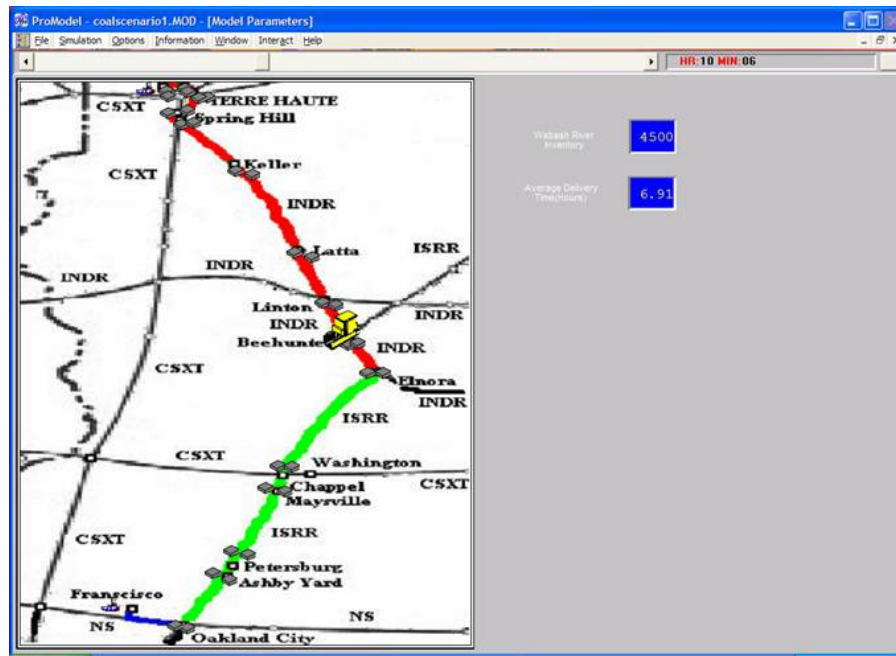 ProModel - coalscenario1.MOD - [Model Parameters]
File Simulation Options Information Window Interact Help
HR:10 MIN:06
TERRE HAUTE
CSXT
Spring Hill
Keller
CSXT
INDR
Latta
ISRR
INDR
INDR
Linton
INDR
INDR
Beehunter
INDR
CSXT
Elnora
INDR
ISRR
Washington
CSXT
Chappel
CSXT
Maysville
ISRR
CSXT
Petersburg
Ashby Yard
Franscisco
NS
NS
Oakland City
Wabash River
Inventory
4500
Average Delivery
Time(Hours)
6.91